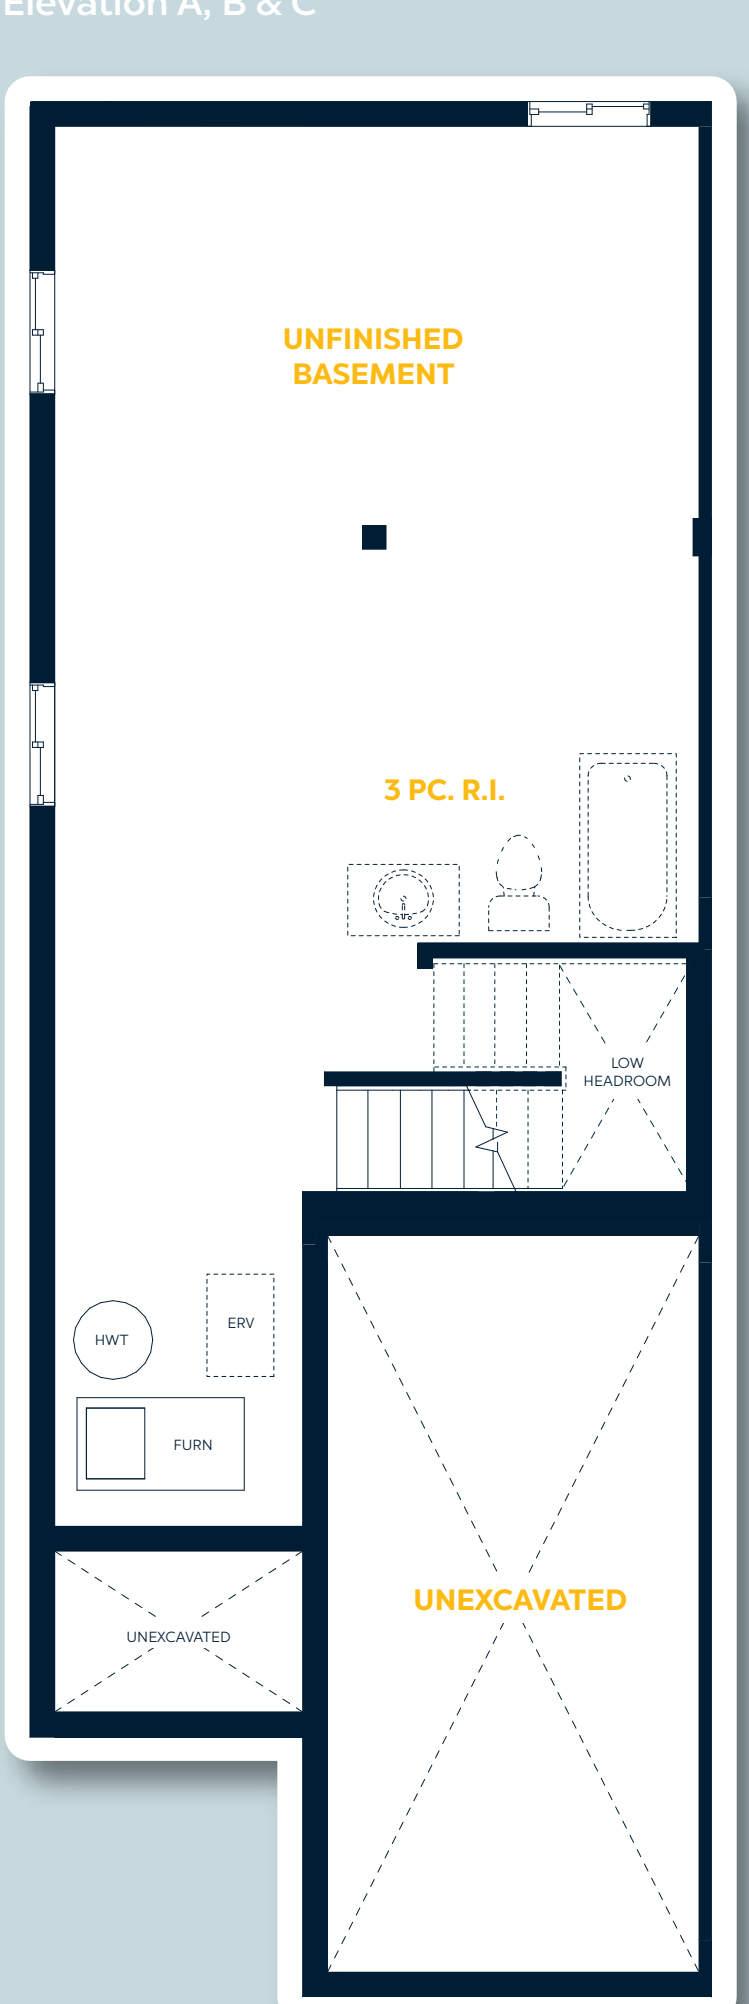 Elevation A, B & C
UNFINISHED
BASEMENT
3 PC. R.I.
LOW
HEADROOM
ERV
HWT
FURN
UNEXCAVATED
UNEXCAVATED